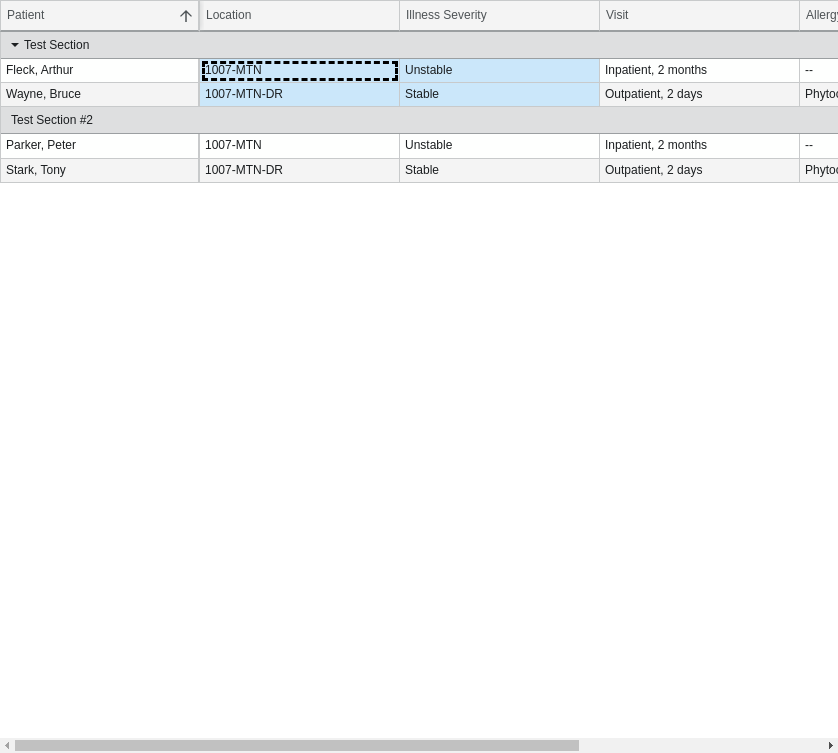 Patient Location Illness Severity Visit Allergy
Test Section
Fleck, Arthur 1007-MTN Unstable Inpatient, 2 months --
Wayne, Bruce 1007-MTN-DR Stable Outpatient, 2 days Phytoc
Test Section #2
Parker, Peter 1007-MTN Unstable Inpatient, 2 months --
Stark, Tony 1007-MTN-DR Stable Outpatient, 2 days Phytoc